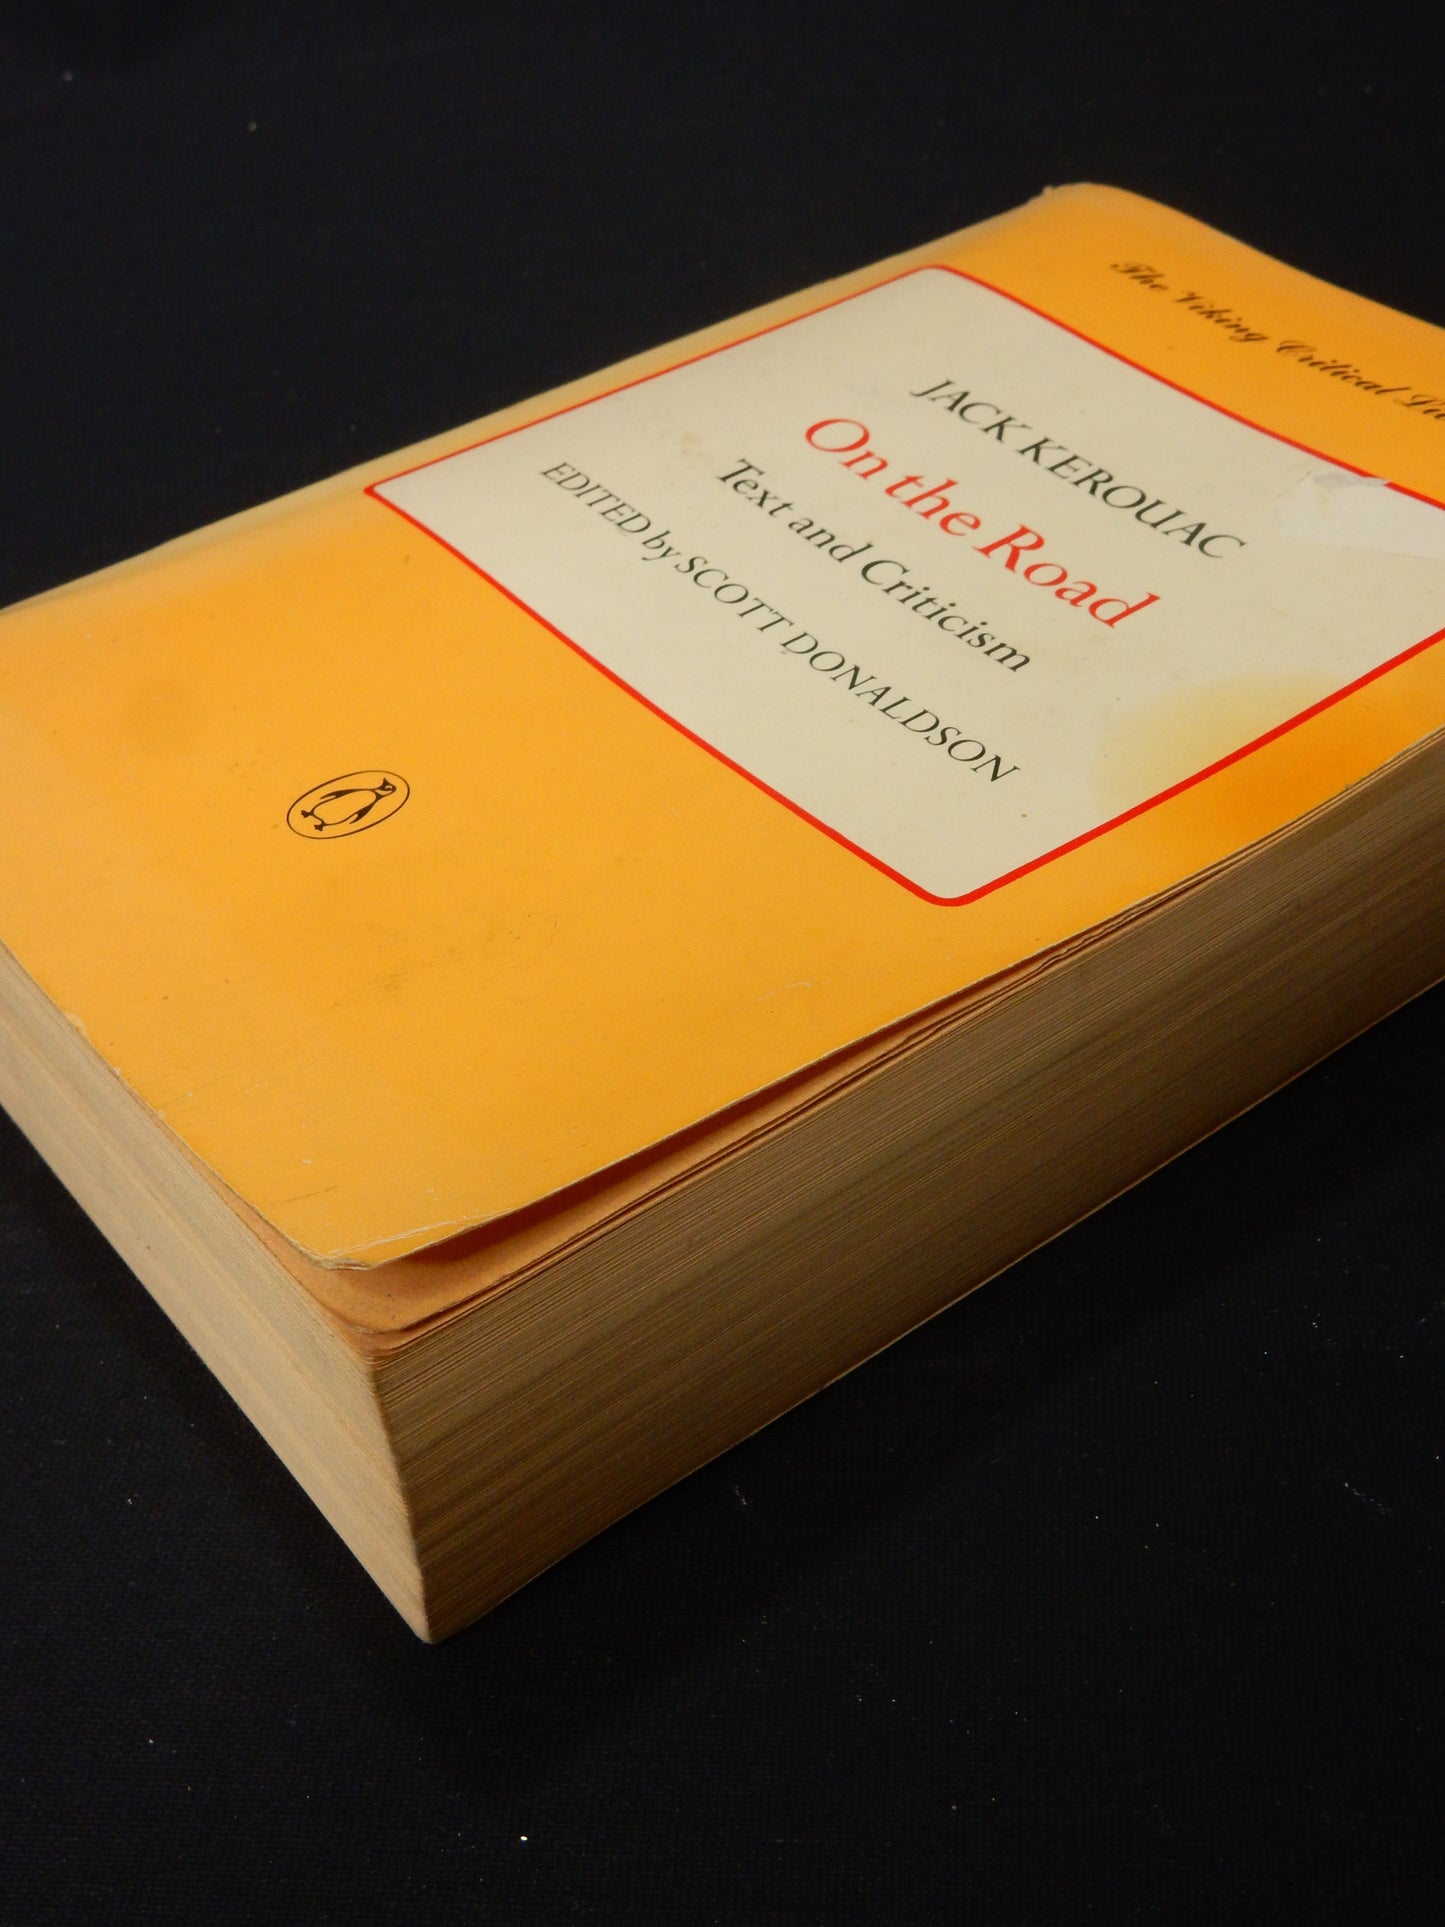 The Viking Critical
JACK KEROUAC
On the Road
Text and Criticism
EDITED by SCOTT DONALDSON